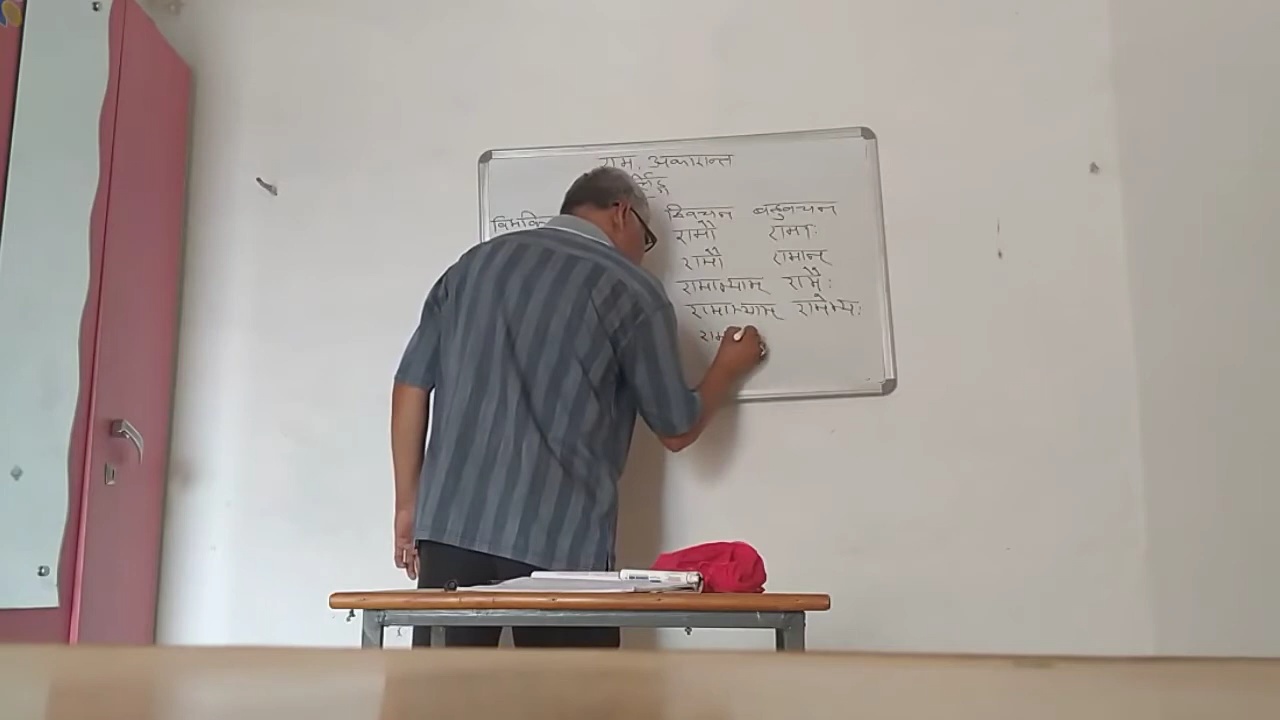 राम, अकारान्त
द्विवचन बहुवचन
रामौ रामाः
रामौ रामान्
रामाभ्याम् रामैः
रामाभ्याम् रामेभ्यः